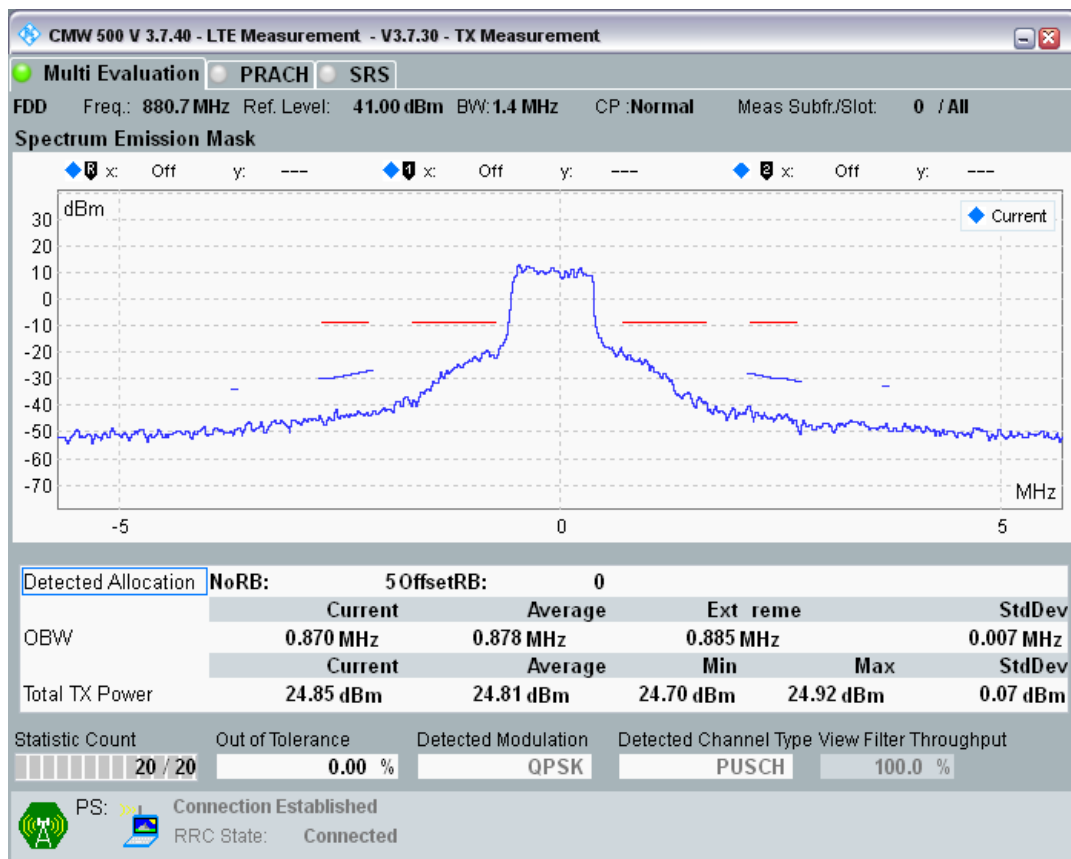 CMW 500 V 3.7.40 - LTE Measurement - V3.7.30 - TX Measurement
Multi Evaluation PRACH SRS
FDD Freq.: 880.7 MHz Ref. Level: 41.00 dBm BW: 1.4 MHz CP :Normal Meas Subfr./Slot: 0 / All
Spectrum Emission Mask
R x: Off y: --- 1 x: Off y: --- 2 x: Off y: ---
dBm
Current
30
20
10
0
-10
-20
-30
-40
-50
-60
-70
MHz
-5 0 5
Detected Allocation NoRB: 5 OffsetRB: 0
Current Average Ext reme StdDev
OBW 0.870 MHz 0.878 MHz 0.885 MHz 0.007 MHz
Current Average Min Max StdDev
Total TX Power 24.85 dBm 24.81 dBm 24.70 dBm 24.92 dBm 0.07 dBm
Statistic Count Out of Tolerance Detected Modulation Detected Channel Type View Filter Throughput
20 / 20 0.00 % QPSK PUSCH 100.0 %
PS: Connection Established
RRC State: Connected